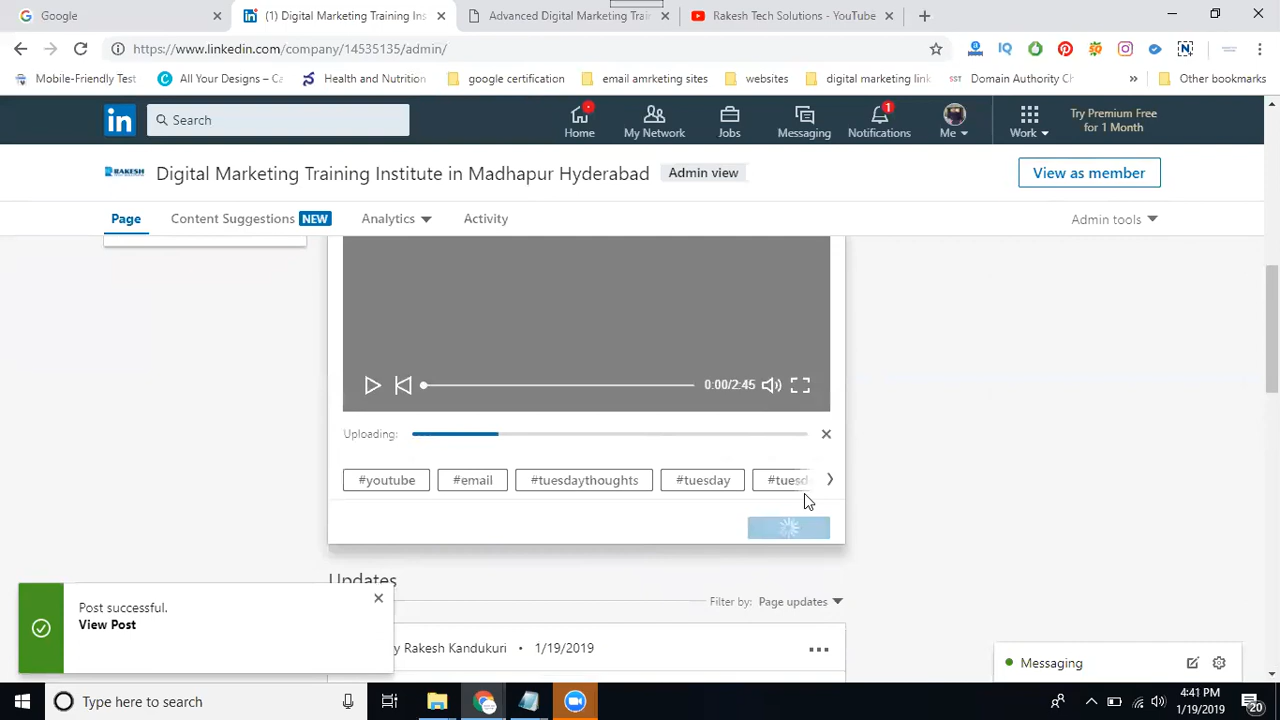 Google
(1) Digital Marketing Training Ins
Advanced Digital Marketing Trai
Rakesh Tech Solutions - YouTube
https://www.linkedin.com/company/14535135/admin/
Mobile-Friendly Test
All Your Designs – Ca
Health and Nutrition
google certification
email amrketing sites
websites
digital marketing link
Domain Authority Ch
»
Other bookmarks
in
Search
Home
My Network
Jobs
Messaging
1
Notifications
Me
Work
Try Premium Free
for 1 Month
RAKESH
Digital Marketing Training Institute in Madhapur Hyderabad
Admin view
View as member
Page
Content Suggestions NEW
Analytics
Activity
Admin tools
0:00/2:45
Uploading:
#youtube
#email
#tuesdaythoughts
#tuesday
#tuesd
Updates
Filter by: Page updates
Post successful.
View Post
y Rakesh Kandukuri • 1/19/2019
Messaging
Type here to search
4:41 PM
1/19/2019
20